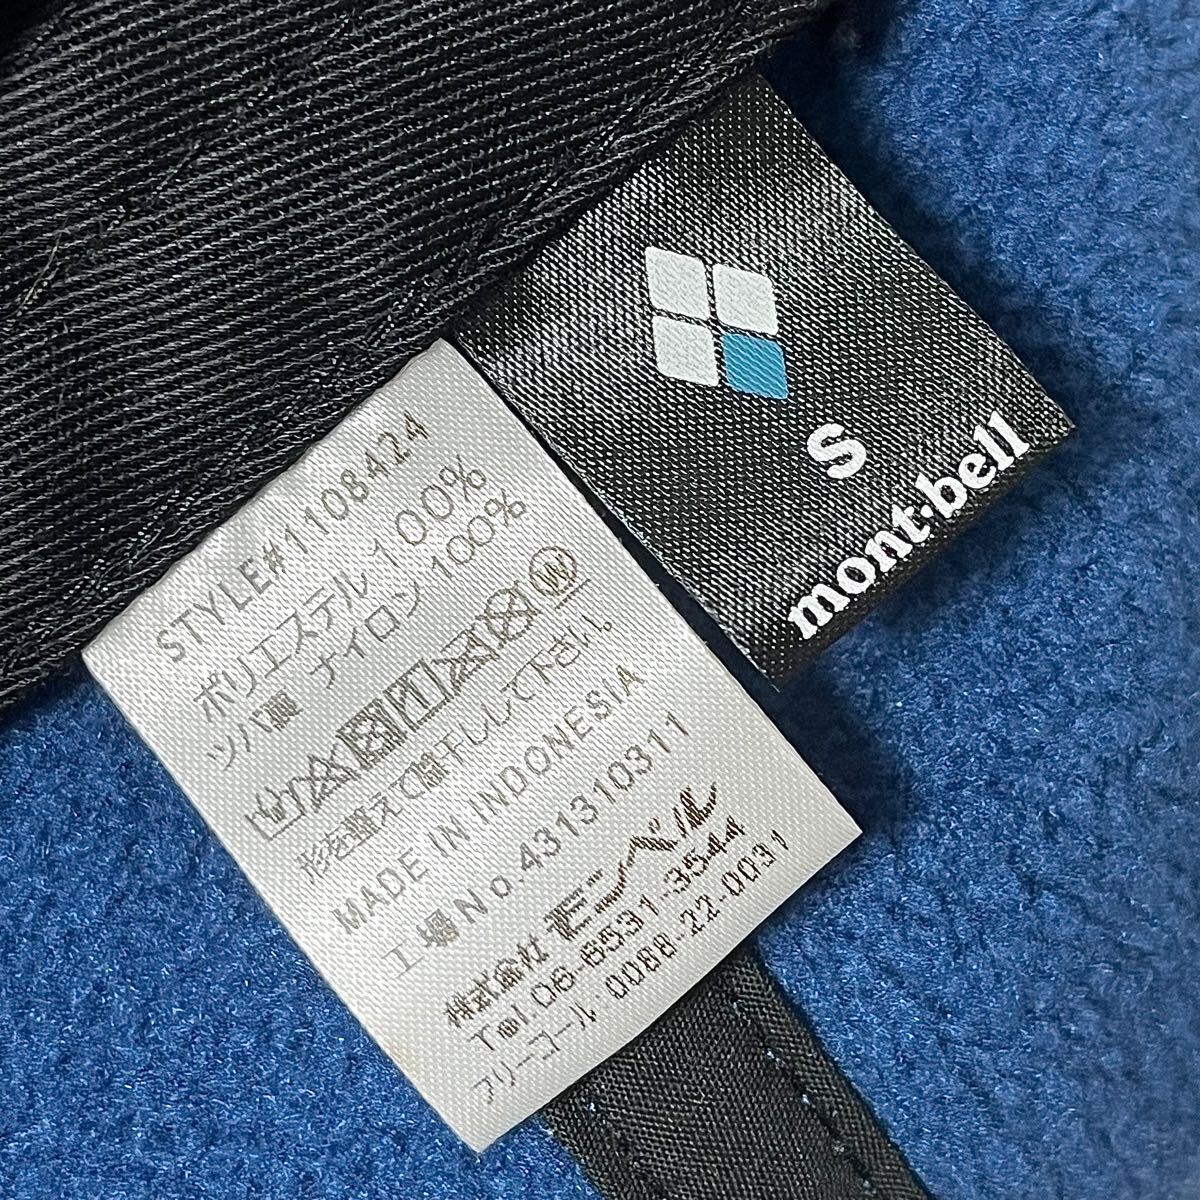 S
mont-bell
STYLE#1108424
ポリエステル 100%
ツバ裏 ナイロン100%
形を整えて陰干しして下さい。
MADE IN INDONESIA
工場No.431310311
株式会社 モンベル
Tel.06-6531-3544
フリーコール：0088-22-0031